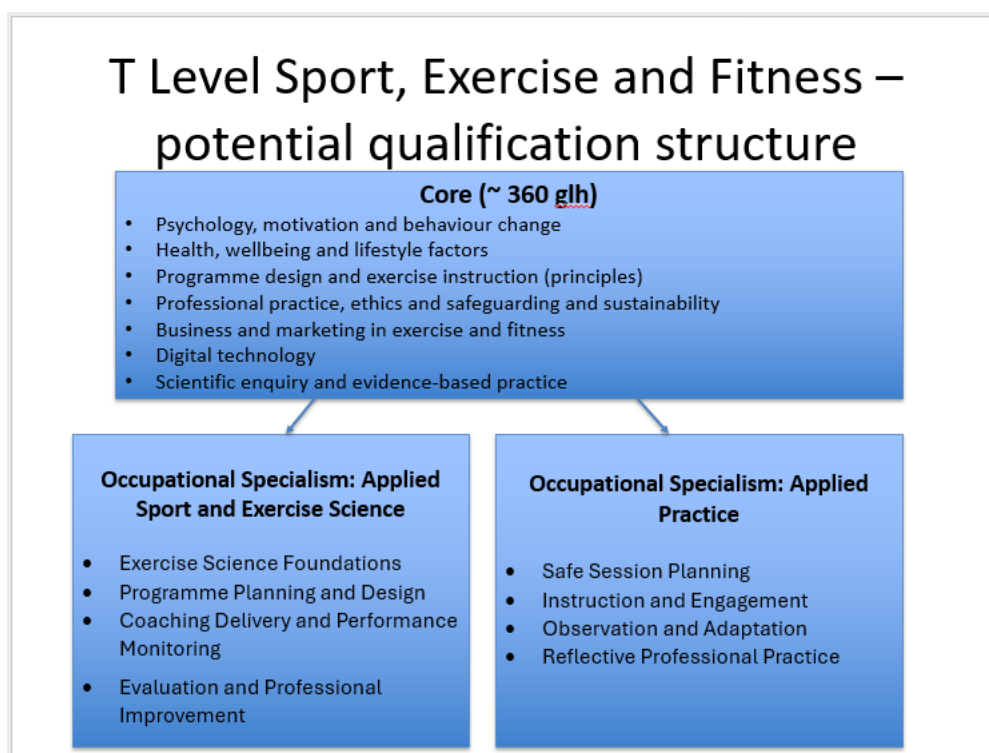 T Level Sport, Exercise and Fitness –
potential qualification structure
Core (~ 360 glh)
• Psychology, motivation and behaviour change
• Health, wellbeing and lifestyle factors
• Programme design and exercise instruction (principles)
• Professional practice, ethics and safeguarding and sustainability
• Business and marketing in exercise and fitness
• Digital technology
• Scientific enquiry and evidence-based practice
Occupational Specialism: Applied
Sport and Exercise Science
• Exercise Science Foundations
• Programme Planning and Design
• Coaching Delivery and Performance
Monitoring
• Evaluation and Professional
Improvement
Occupational Specialism: Applied
Practice
• Safe Session Planning
• Instruction and Engagement
• Observation and Adaptation
• Reflective Professional Practice